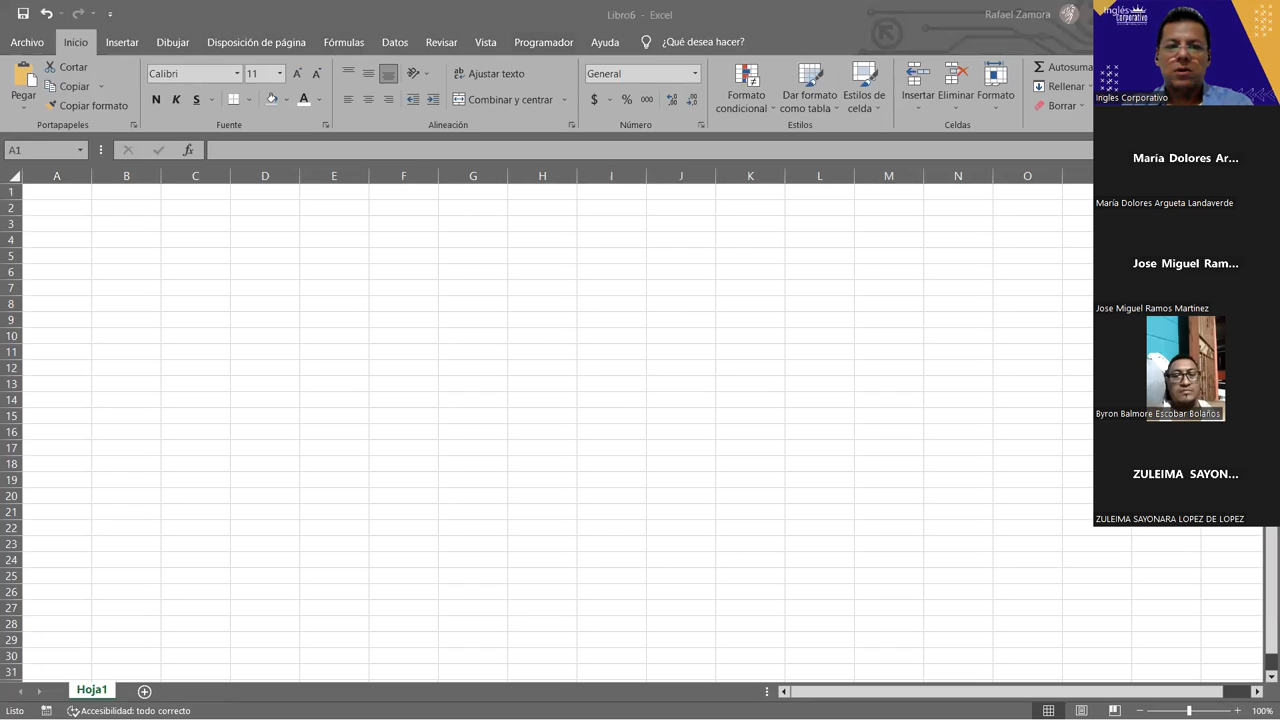 Libro6 - Excel
Rafael Zamora
Archivo Inicio Insertar Dibujar Disposición de página Fórmulas Datos Revisar Vista Programador Ayuda ¿Qué desea hacer?
Pegar
Cortar
Copiar
Copiar formato
Portapapeles
Calibri 11
N K S
Fuente
Ajustar texto
Combinar y centrar
Alineación
General
$ % 000
Número
Formato condicional
Dar formato como tabla
Estilos de celda
Estilos
Insertar Eliminar Formato
Celdas
Autosuma
Rellenar
Borrar
A1
fx
A B C D E F G H I J K L M N O
1
2
3
4
5
6
7
8
9
10
11
12
13
14
15
16
17
18
19
20
21
22
23
24
25
26
27
28
29
30
31
Inglés
Corporativo
Ingles Corporativo
María Dolores Ar...
María Dolores Argueta Landaverde
Jose Miguel Ram...
Jose Miguel Ramos Martinez
Byron Balmore Escobar Bolaños
ZULEIMA SAYON...
ZULEIMA SAYONARA LOPEZ DE LOPEZ
Hoja1
Listo
Accesibilidad: todo correcto
100%